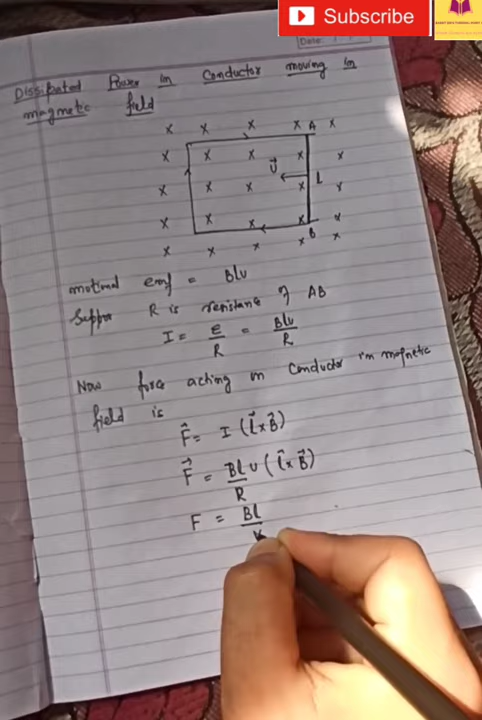 Subscribe
Date:
Dissipated Power in Conductor moving in
magnetic field
x x x x A x
x x x x x
U⃗
x x x x L x
x x x x x
B
x x x x x
motional emf = Blv
Suppose R is resistance of AB
I = e/R = Blv/R
Now force acting on Conductor in magnetic
field is
F⃗ = I (l⃗ x B⃗)
F⃗ = Blv/R (l⃗ x B⃗)
F = Bl